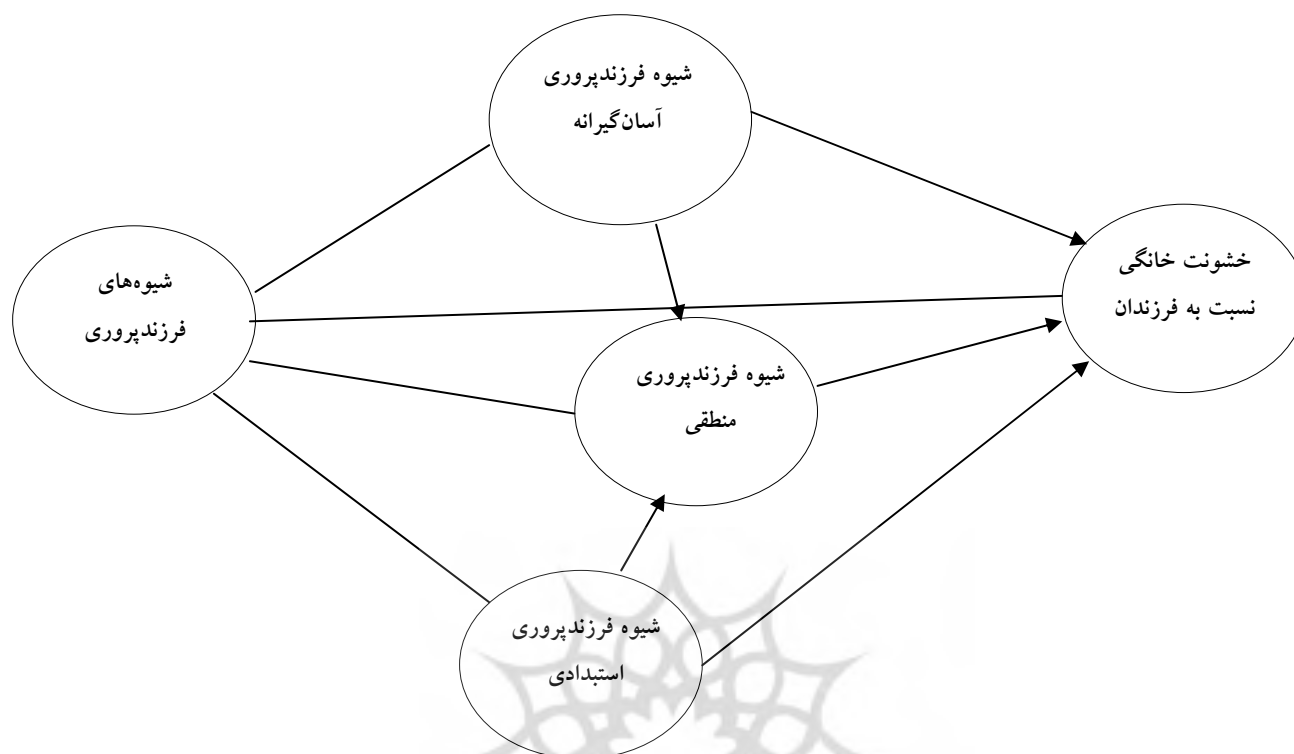 شیوه فرزندپروری
آسان‌گیرانه
خشونت خانگی
نسبت به فرزندان
شیوه‌های
فرزندپروری
شیوه فرزندپروری
منطقی
شیوه فرزندپروری
استبدادی